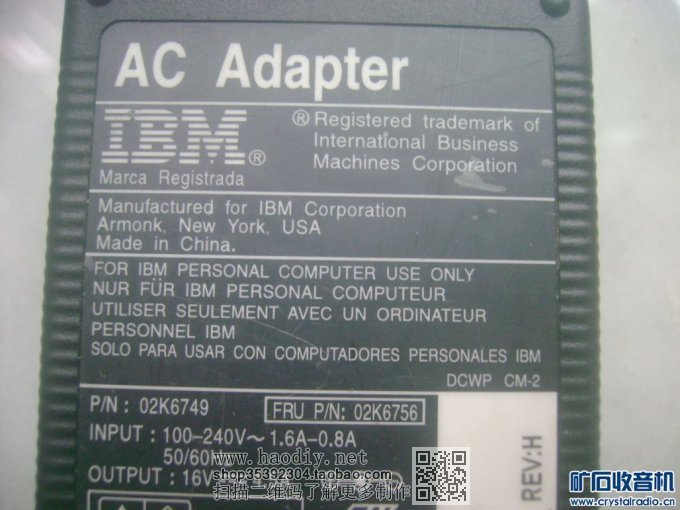 AC Adapter
IBM®
Marca Registrada
® Registered trademark of
International Business
Machines Corporation
Manufactured for IBM Corporation
Armonk, New York, USA
Made in China.
FOR IBM PERSONAL COMPUTER USE ONLY
NUR FÜR IBM PERSONAL COMPUTEUR
UTILISER SEULEMENT AVEC UN ORDINATEUR
PERSONNEL IBM
SOLO PARA USAR CON COMPUTADORES PERSONALES IBM
DCWP CM-2
P/N: 02K6749
FRU P/N: 02K6756
INPUT: 100-240V~ 1.6A-0.8A
50/60
OUTPUT: 16V
REV:H
www.haodiy.net
shop35392304.taobao.com
扫描二维码了解更多制作
矿石收音机
www.crystalradio.cn